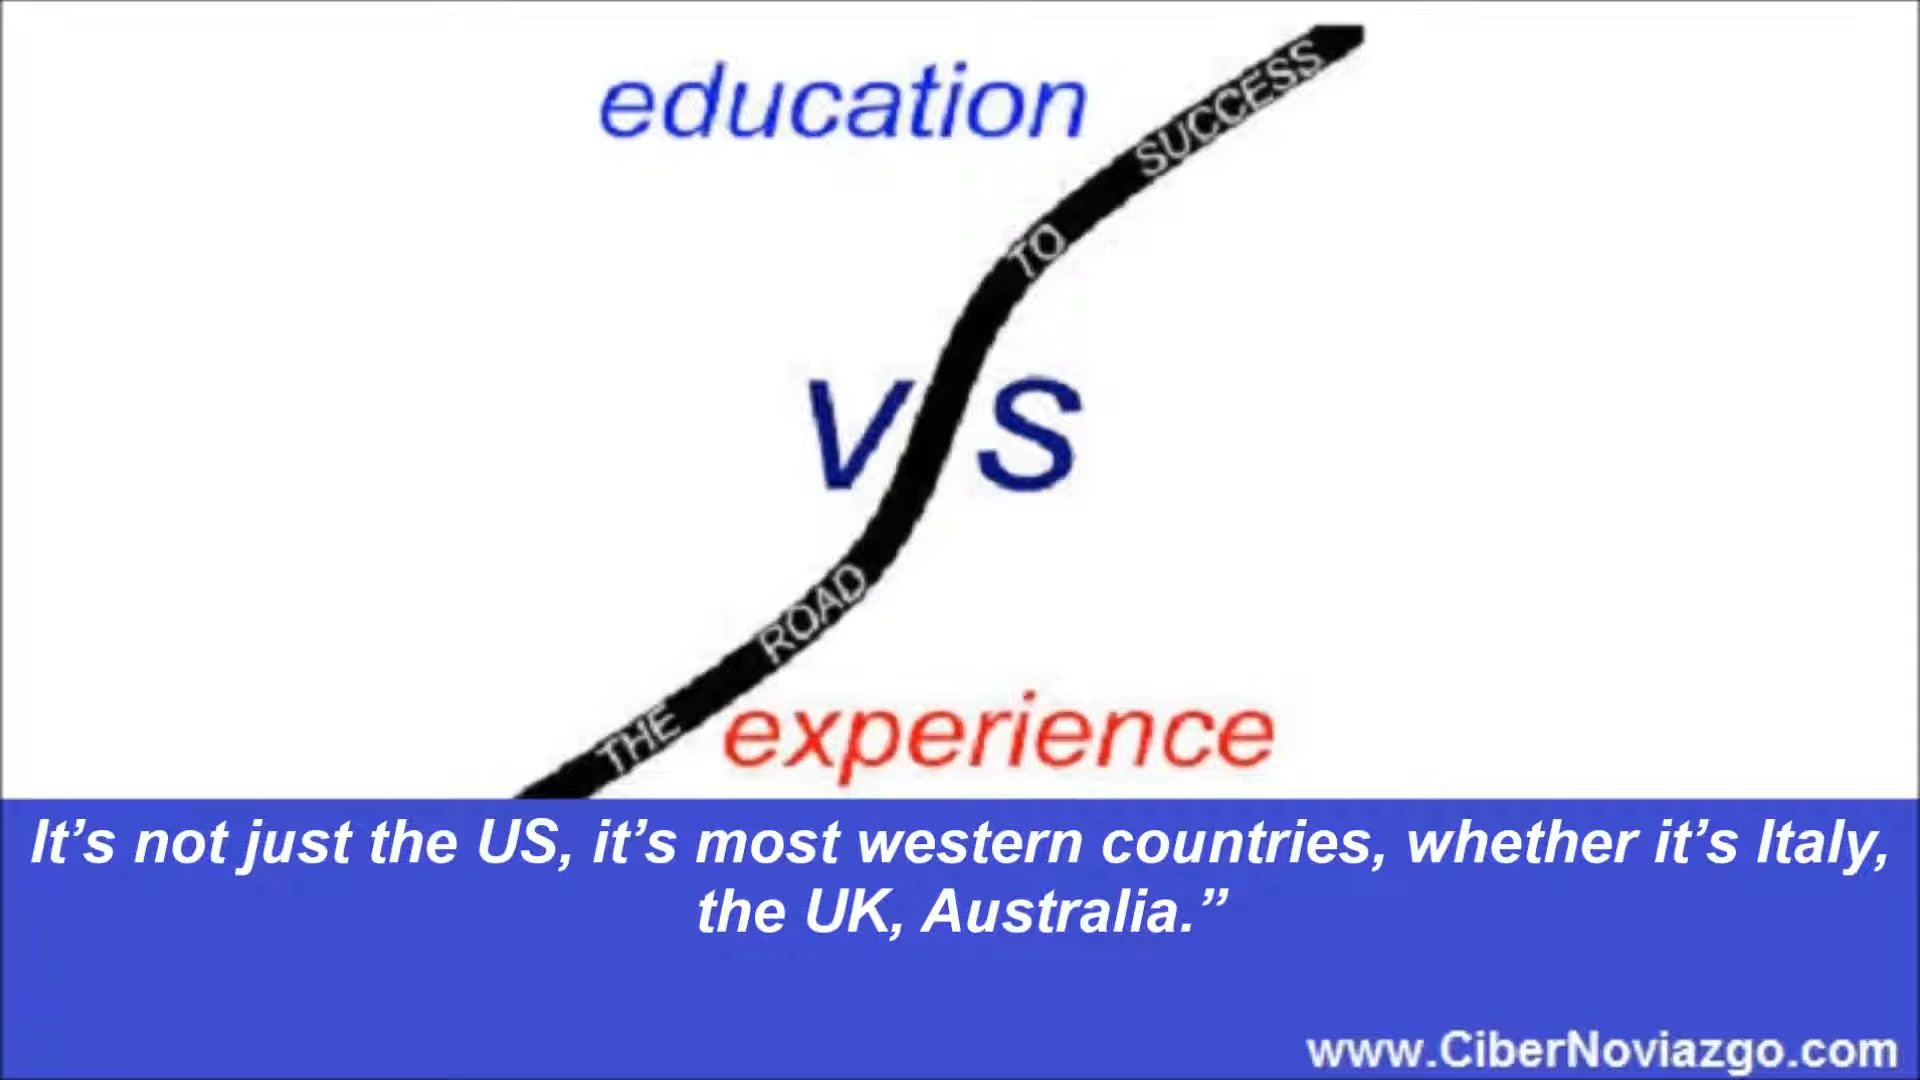 education
V S
THE ROAD TO SUCCESS
experience
It’s not just the US, it’s most western countries, whether it’s Italy,
the UK, Australia.”
www.CiberNoviazgo.com